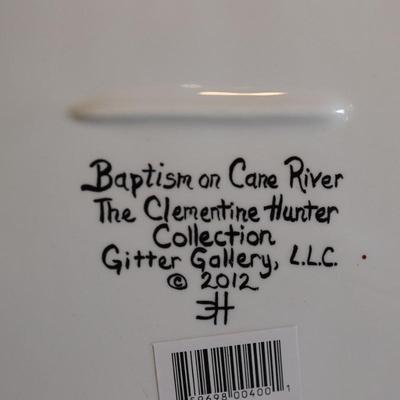 Baptism on Cane River
The Clementine Hunter
Collection
Gitter Gallery, L.L.C.
© 2012